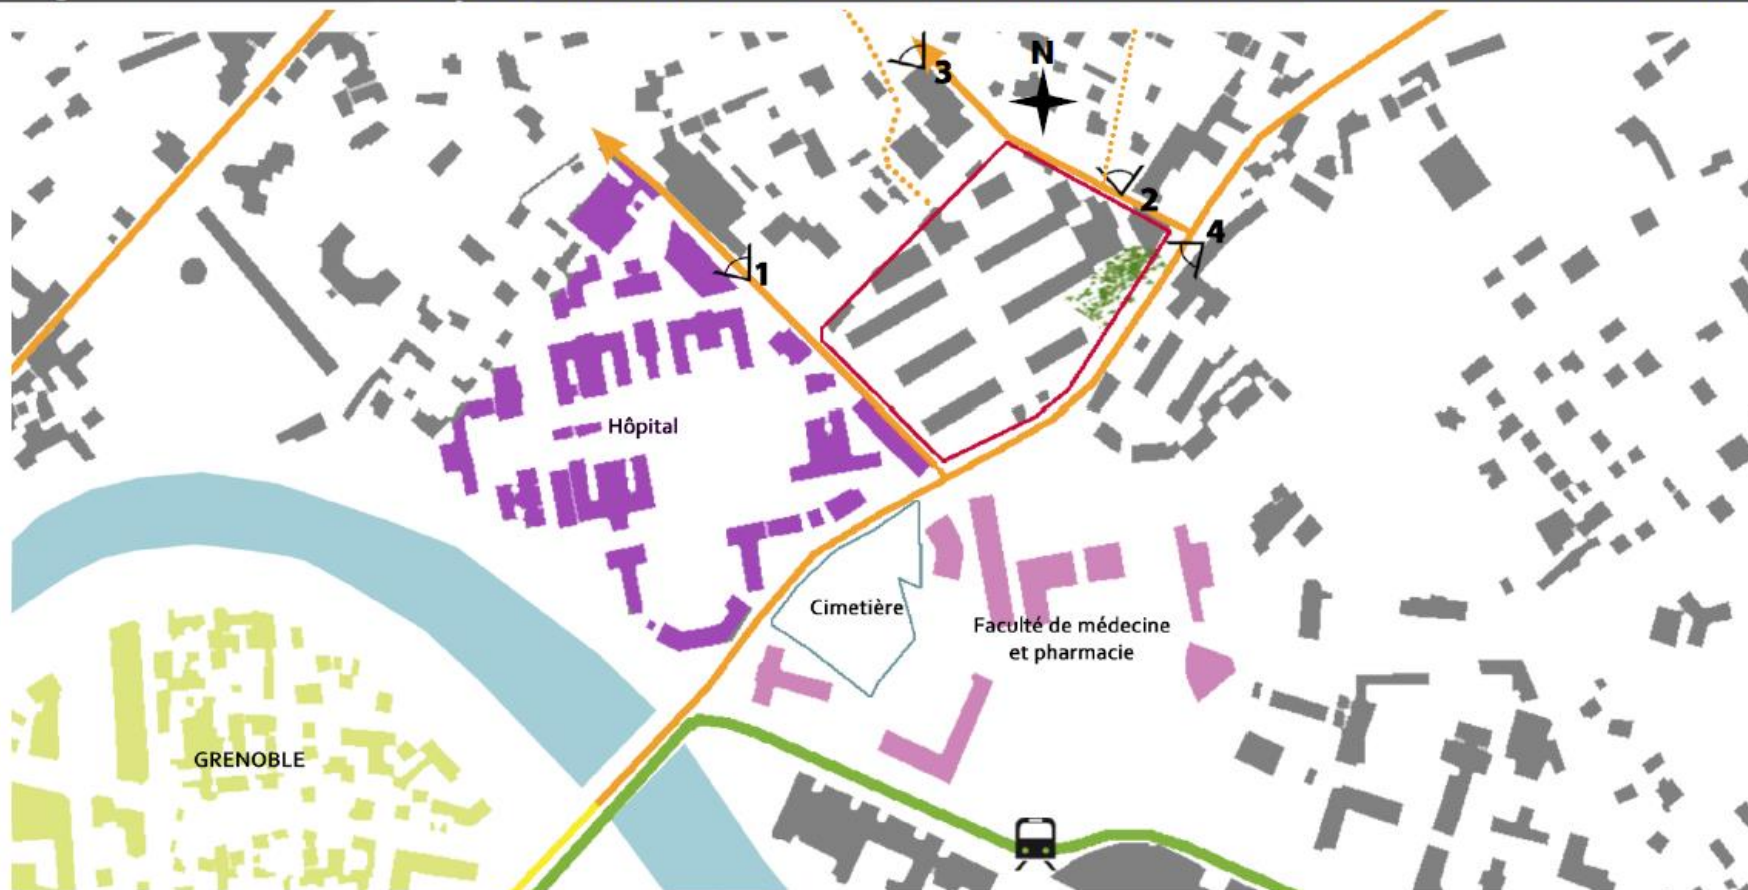 N
3
2
4
1
Hôpital
Cimetière
Faculté de médecine
et pharmacie
GRENOBLE